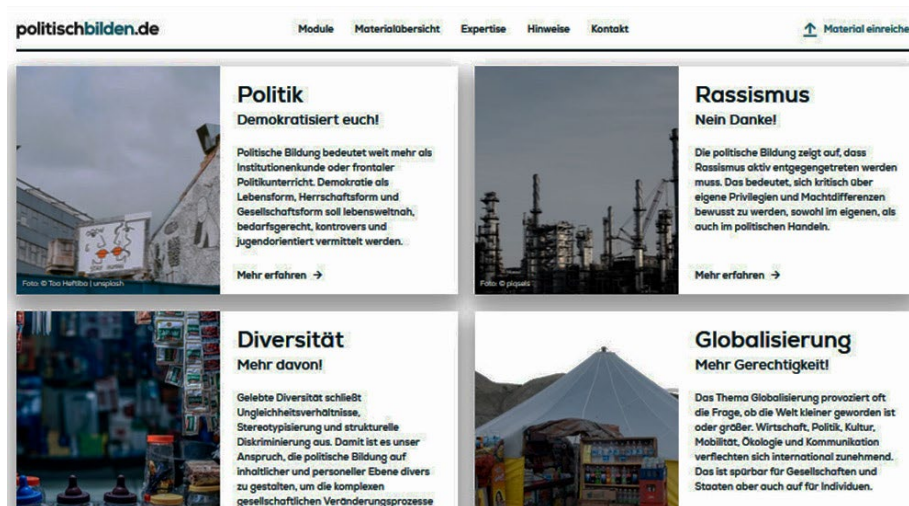 politischbilden.de
Module Materialübersicht Expertise Hinweise Kontakt
Material einreiche
Politik
Demokratisiert euch!
Politische Bildung bedeutet weit mehr als
Institutionenkunde oder frontaler
Politikunterricht. Demokratie als
Lebensform, Herrschaftsform und
Gesellschaftsform soll lebensweltnah,
bedarfsgerecht, kontrovers und
jugendorientiert vermittelt werden.
Mehr erfahren →
Foto: © Tao Heftiba | unsplash
Rassismus
Nein Danke!
Die politische Bildung zeigt auf, dass
Rassismus aktiv entgegengetreten werden
muss. Das bedeutet, sich kritisch über
eigene Privilegien und Machtdifferenzen
bewusst zu werden, sowohl im eigenen, als
auch im politischen Handeln.
Mehr erfahren →
Foto: © piqsels
Diversität
Mehr davon!
Gelebte Diversität schließt
Ungleichheitsverhältnisse,
Stereotypisierung und strukturelle
Diskriminierung aus. Damit ist es unser
Anspruch, die politische Bildung auf
inhaltlicher und personeller Ebene divers
zu gestalten, um die komplexen
gesellschaftlichen Veränderungsprozesse
Globalisierung
Mehr Gerechtigkeit!
Das Thema Globalisierung provoziert oft
die Frage, ob die Welt kleiner geworden ist
oder größer. Wirtschaft, Politik, Kultur,
Mobilität, Ökologie und Kommunikation
verflechten sich international zunehmend.
Das ist spürbar für Gesellschaften und
Staaten aber auch auf für Individuen.